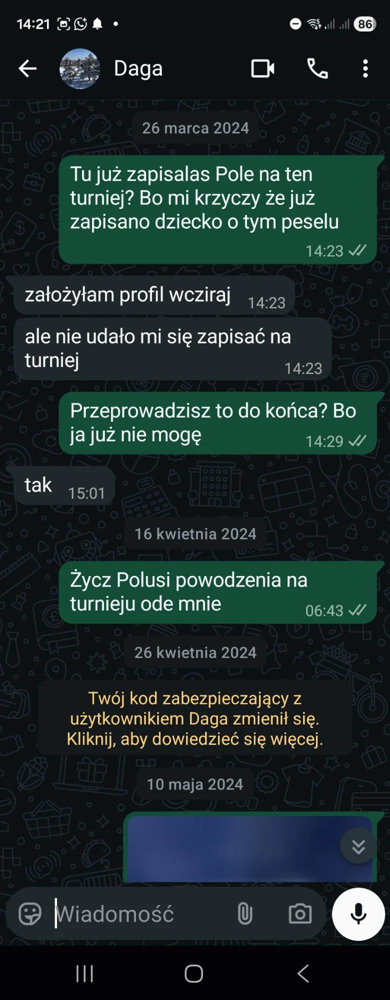 14:21
86
Daga
26 marca 2024
Tu już zapisalas Pole na ten
turniej? Bo mi krzyczy że już
zapisano dziecko o tym peselu
14:23
założyłam profil wcziraj 14:23
ale nie udało mi się zapisać na
turniej 14:23
Przeprowadzisz to do końca? Bo
ja już nie mogę 14:29
tak 15:01
16 kwietnia 2024
Życz Polusi powodzenia na
turnieju ode mnie 06:43
26 kwietnia 2024
Twój kod zabezpieczający z
użytkownikiem Daga zmienił się.
Kliknij, aby dowiedzieć się więcej.
10 maja 2024
Wiadomość